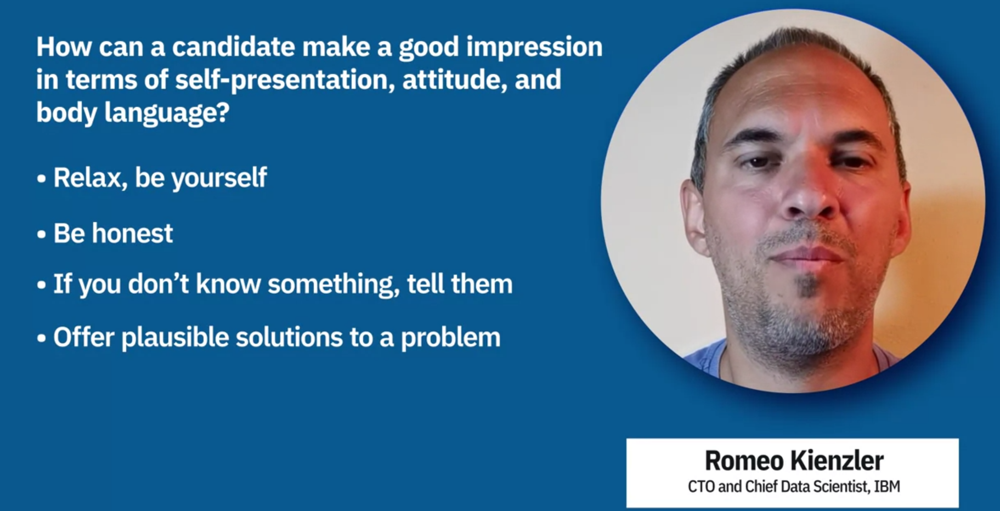 How can a candidate make a good impression
in terms of self-presentation, attitude, and
body language?
• Relax, be yourself
• Be honest
• If you don’t know something, tell them
• Offer plausible solutions to a problem
Romeo Kienzler
CTO and Chief Data Scientist, IBM